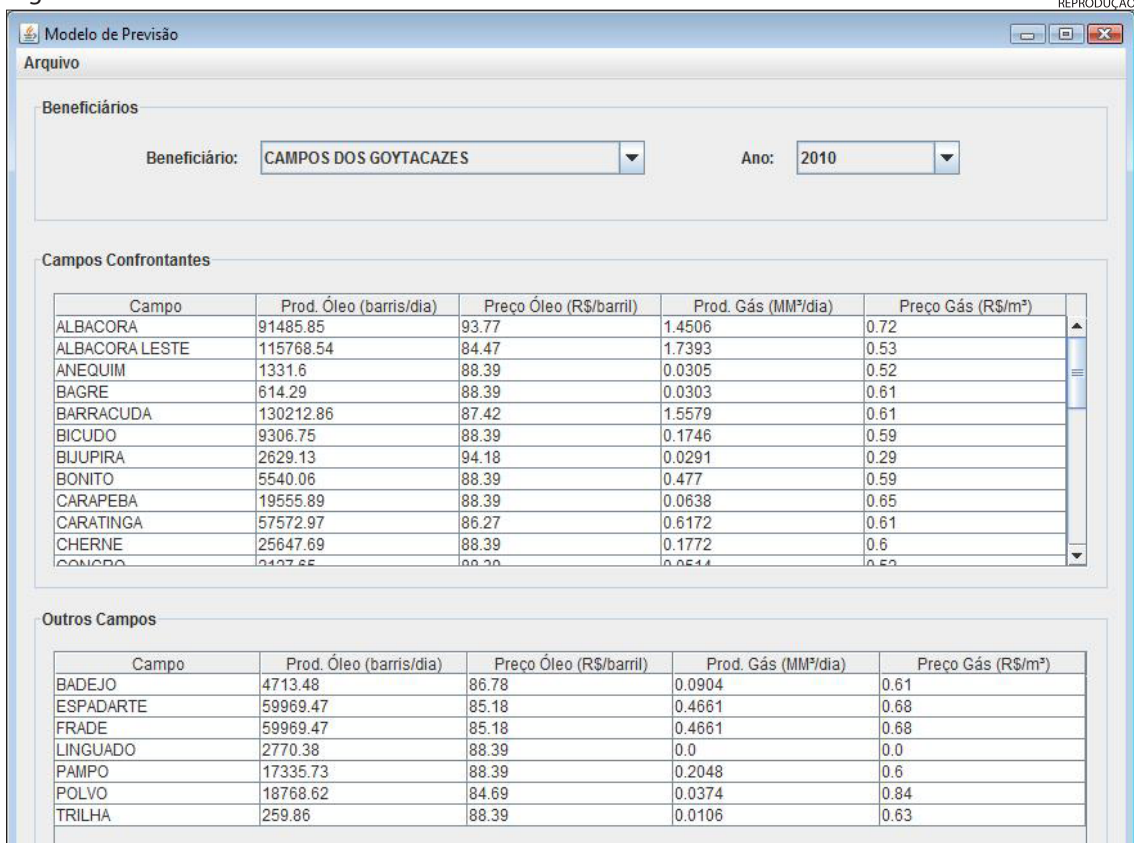 REPRODUÇÃO
Modelo de Previsão
Arquivo
Beneficiários
Beneficiário: CAMPOS DOS GOYTACAZES Ano: 2010
Campos Confrontantes
Campo Prod. Óleo (barris/dia) Preço Óleo (R$/barril) Prod. Gás (MM³/dia) Preço Gás (R$/m³)
ALBACORA 91485.85 93.77 1.4506 0.72
ALBACORA LESTE 115768.54 84.47 1.7393 0.53
ANEQUIM 1331.6 88.39 0.0305 0.52
BAGRE 614.29 88.39 0.0303 0.61
BARRACUDA 130212.86 87.42 1.5579 0.61
BICUDO 9306.75 88.39 0.1746 0.59
BIJUPIRA 2629.13 94.18 0.0291 0.29
BONITO 5540.06 88.39 0.477 0.59
CARAPEBA 19555.89 88.39 0.0638 0.65
CARATINGA 57572.97 86.27 0.6172 0.61
CHERNE 25647.69 88.39 0.1772 0.6
Outros Campos
Campo Prod. Óleo (barris/dia) Preço Óleo (R$/barril) Prod. Gás (MM³/dia) Preço Gás (R$/m³)
BADEJO 4713.48 86.78 0.0904 0.61
ESPADARTE 59969.47 85.18 0.4661 0.68
FRADE 59969.47 85.18 0.4661 0.68
LINGUADO 2770.38 88.39 0.0 0.0
PAMPO 17335.73 88.39 0.2048 0.6
POLVO 18768.62 84.69 0.0374 0.84
TRILHA 259.86 88.39 0.0106 0.63